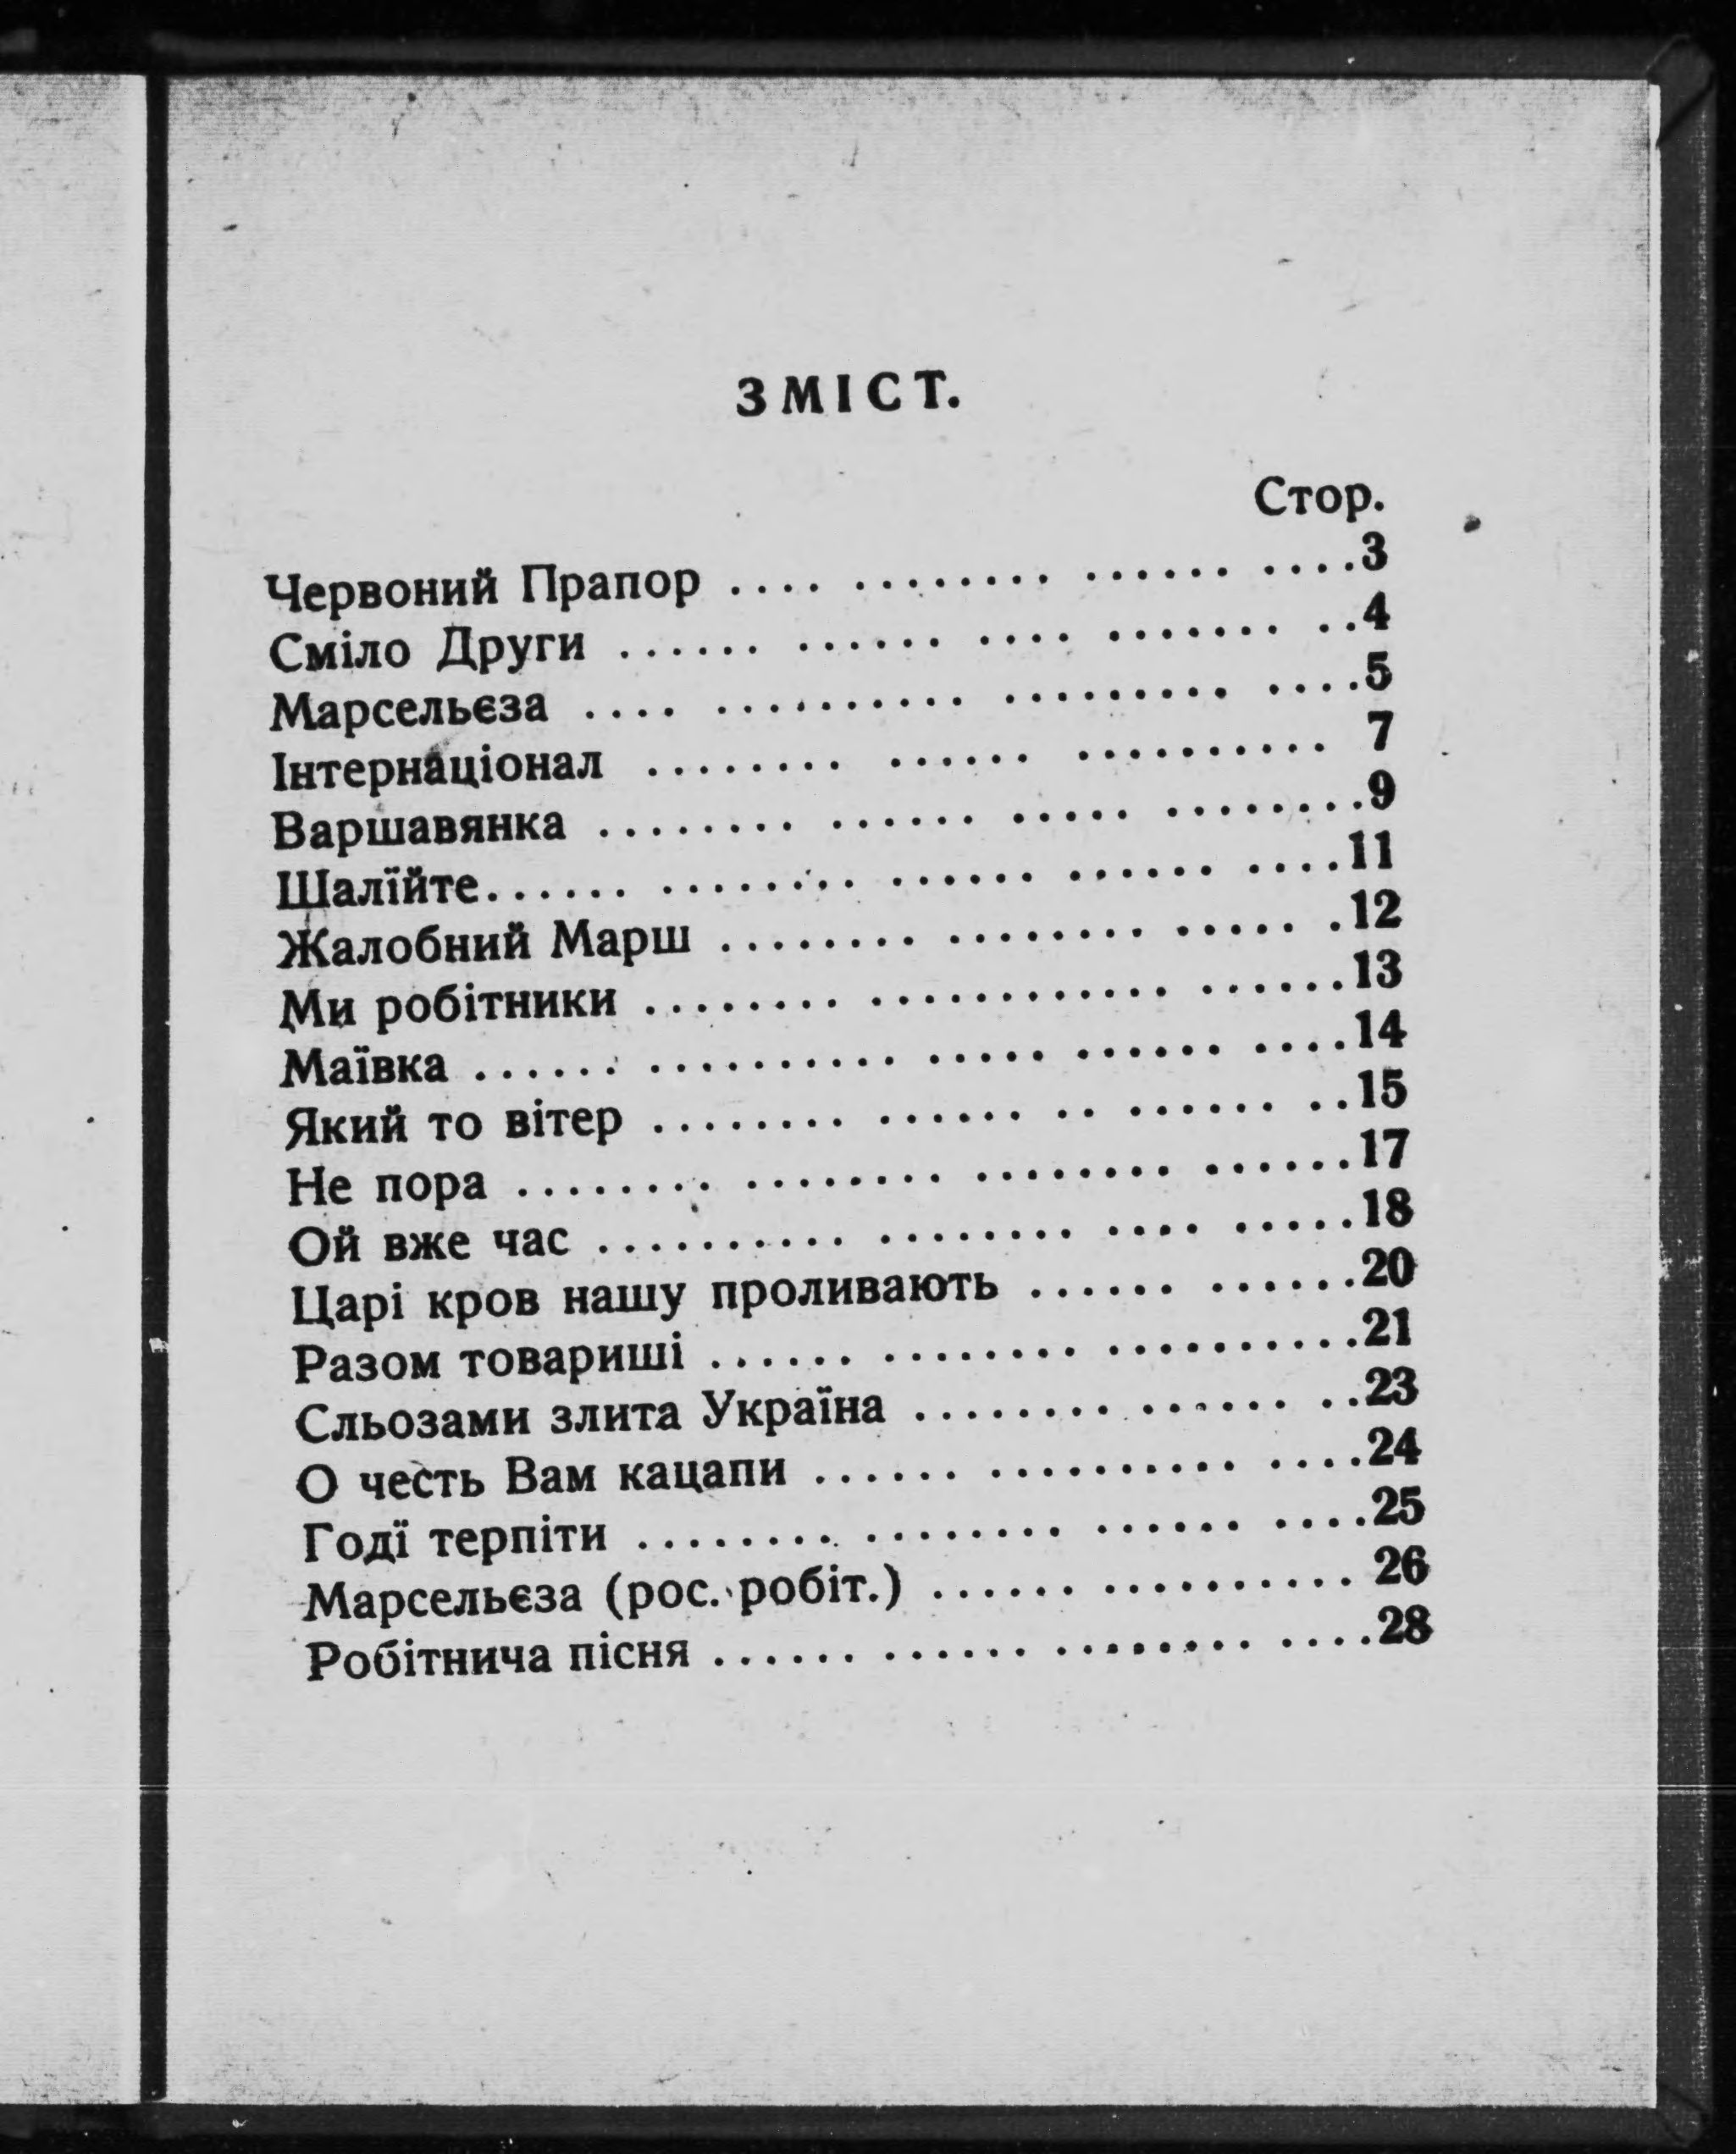 ЗМІСТ.
Стор.
Червоний Прапор .... ........ ...... ....3
Сміло Други ...... ...... .... ....... ..4
Марсельєза .... .......... ......... ....5
Інтернаціонал ........ ...... .......... 7
Варшавянка ........ ...... ..... ........9
Шалїйте...... ........ ...... ...... ....11
Жалобний Марш ........ ........ ..... .12
Ми робітники ........ ............ ......13
Маївка ...... .......... ..... ...... ....14
Який то вітер ........ ...... .. ...... ..15
Не пора ........ ........ ........ ......17
Ой вже час .......... ........ .... .....18
Царі кров нашу проливають ...... ......20
Разом товариші ...... ........ ..........21
Сльозами злита Україна ........ ...... ..23
О честь Вам кацапи ...... .......... ....24
Годї терпіти ........ ........ ...... ....25
Марсельєза (рос. робіт.) ...... .......... 26
Робітнича пісня ...... ...... ........ ....28